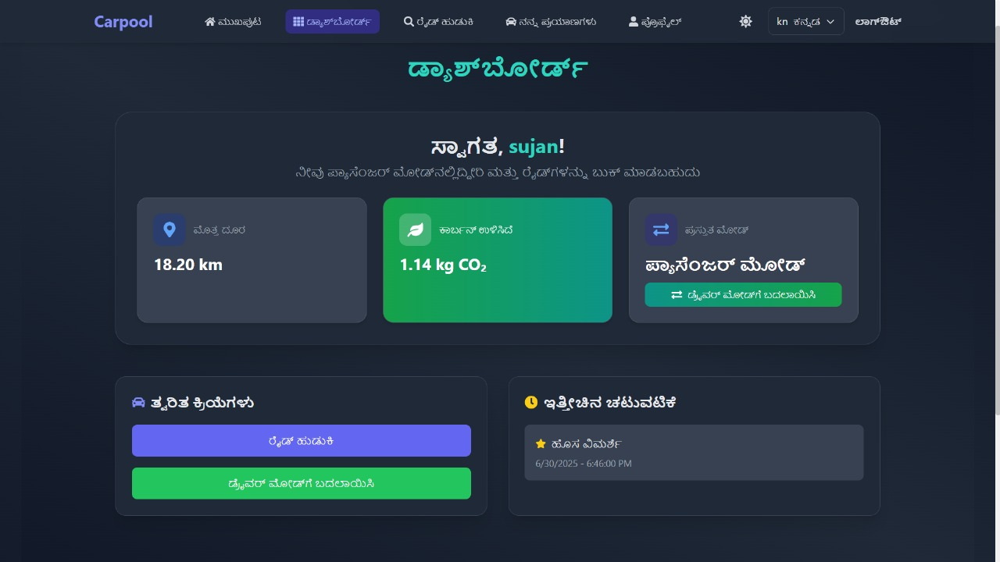 Carpool
ಮುಖಪುಟ
ಡ್ಯಾಶ್‌ಬೋರ್ಡ್
ರೈಡ್ ಹುಡುಕಿ
ನನ್ನ ಪ್ರಯಾಣಗಳು
ಪ್ರೊಫೈಲ್
kn ಕನ್ನಡ
ಲಾಗ್‌ಔಟ್
ಡ್ಯಾಶ್‌ಬೋರ್ಡ್
ಸ್ವಾಗತ, sujan!
ನೀವು ಪ್ಯಾಸೆಂಜರ್ ಮೋಡ್‌ನಲ್ಲಿದ್ದೀರಿ ಮತ್ತು ರೈಡ್‌ಗಳನ್ನು ಬುಕ್ ಮಾಡಬಹುದು
ಮೊತ್ತ ದೂರ
18.20 km
ಕಾರ್ಬನ್ ಉಳಿಸಿದೆ
1.14 kg CO₂
ಪ್ರಸ್ತುತ ಮೋಡ್
ಪ್ಯಾಸೆಂಜರ್ ಮೋಡ್
ಡ್ರೈವರ್ ಮೋಡ್‌ಗೆ ಬದಲಾಯಿಸಿ
ತ್ವರಿತ ಕ್ರಿಯೆಗಳು
ರೈಡ್ ಹುಡುಕಿ
ಡ್ರೈವರ್ ಮೋಡ್‌ಗೆ ಬದಲಾಯಿಸಿ
ಇತ್ತೀಚಿನ ಚಟುವಟಿಕೆ
ಹೊಸ ವಿಮರ್ಶೆ
6/30/2025 - 6:46:00 PM